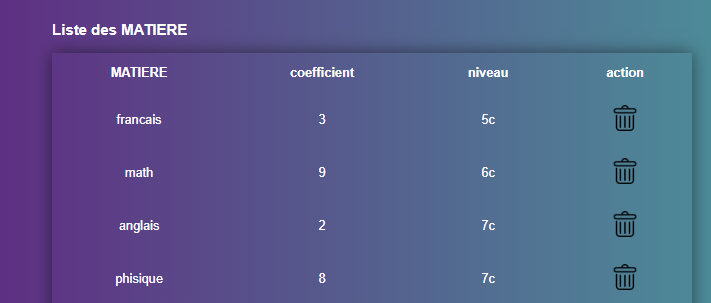 Liste des MATIERE
MATIERE coefficient niveau action
francais 3 5c
math 9 6c
anglais 2 7c
phisique 8 7c